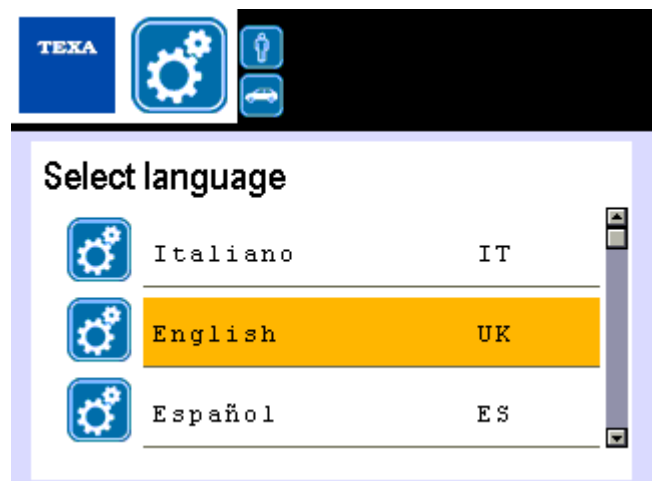 TEXA
Select language
Italiano IT
English UK
Español ES